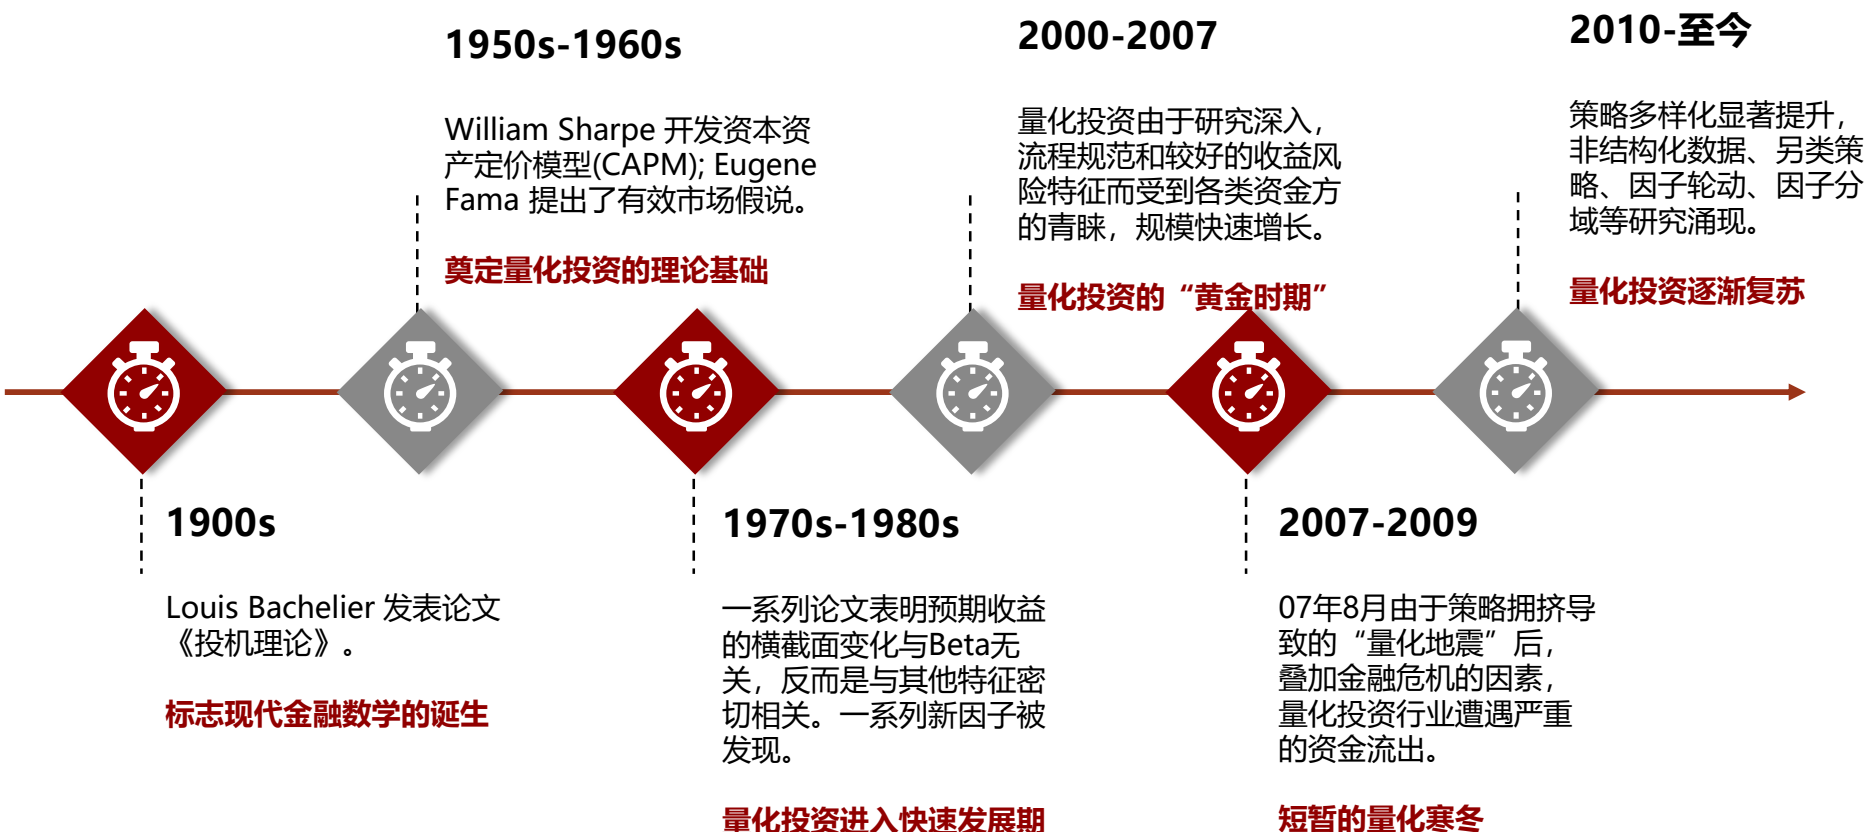 1900s
Louis Bachelier 发表论文
《投机理论》。
标志现代金融数学的诞生
1950s-1960s
William Sharpe 开发资本资
产定价模型(CAPM); Eugene
Fama 提出了有效市场假说。
奠定量化投资的理论基础
1970s-1980s
一系列论文表明预期收益
的横截面变化与Beta无
关，反而是与其他特征密
切相关。一系列新因子被
发现。
量化投资进入快速发展期
2000-2007
量化投资由于研究深入，
流程规范和较好的收益风
险特征而受到各类资金方
的青睐，规模快速增长。
量化投资的“黄金时期”
2007-2009
07年8月由于策略拥挤导
致的“量化地震”后，
叠加金融危机的因素，
量化投资行业遭遇严重
的资金流出。
短暂的量化寒冬
2010-至今
策略多样化显著提升，
非结构化数据、另类策
略、因子轮动、因子分
域等研究涌现。
量化投资逐渐复苏